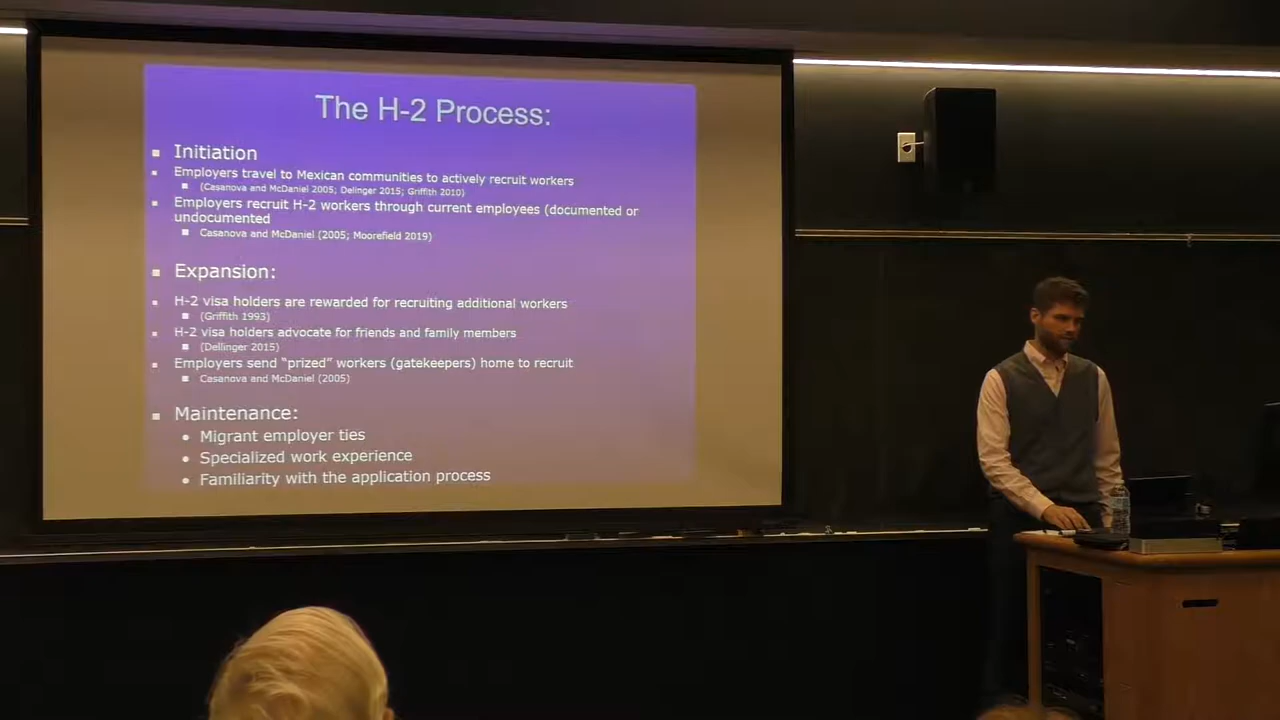 The H-2 Process:
Initiation
Employers travel to Mexican communities to actively recruit workers
(Casanova and McDaniel 2005; Delinger 2015; Griffith 2010)
Employers recruit H-2 workers through current employees (documented or
undocumented
Casanova and McDaniel (2005; Moorefield 2019)
Expansion:
H-2 visa holders are rewarded for recruiting additional workers
(Griffith 1993)
H-2 visa holders advocate for friends and family members
(Dellinger 2015)
Employers send “prized” workers (gatekeepers) home to recruit
Casanova and McDaniel (2005)
Maintenance:
Migrant employer ties
Specialized work experience
Familiarity with the application process